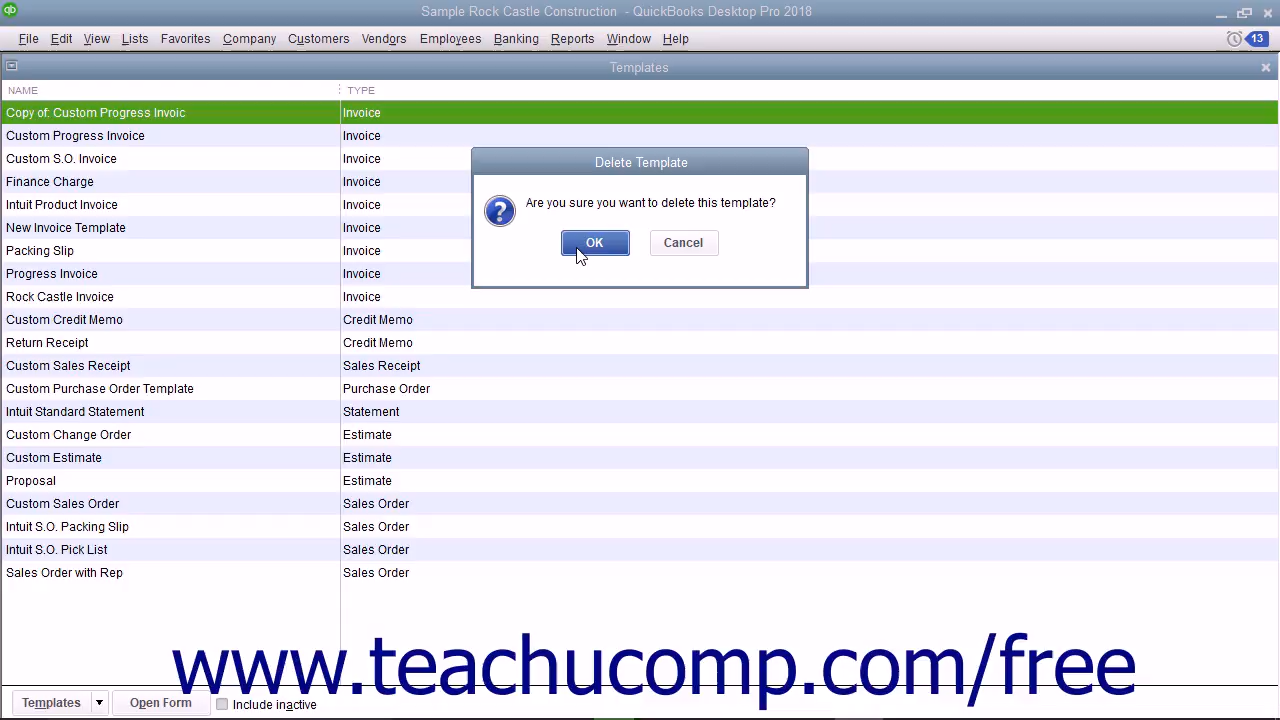 Sample Rock Castle Construction - QuickBooks Desktop Pro 2018
File Edit View Lists Favorites Company Customers Vendors Employees Banking Reports Window Help 13
Templates
NAME TYPE
Copy of: Custom Progress Invoic Invoice
Custom Progress Invoice Invoice
Custom S.O. Invoice Invoice
Finance Charge Invoice
Intuit Product Invoice Invoice
New Invoice Template Invoice
Packing Slip Invoice
Progress Invoice Invoice
Rock Castle Invoice Invoice
Custom Credit Memo Credit Memo
Return Receipt Credit Memo
Custom Sales Receipt Sales Receipt
Custom Purchase Order Template Purchase Order
Intuit Standard Statement Statement
Custom Change Order Estimate
Custom Estimate Estimate
Proposal Estimate
Custom Sales Order Sales Order
Intuit S.O. Packing Slip Sales Order
Intuit S.O. Pick List Sales Order
Sales Order with Rep Sales Order
Delete Template
Are you sure you want to delete this template?
OK Cancel
www.teachucomp.com/free
Templates Open Form Include inactive